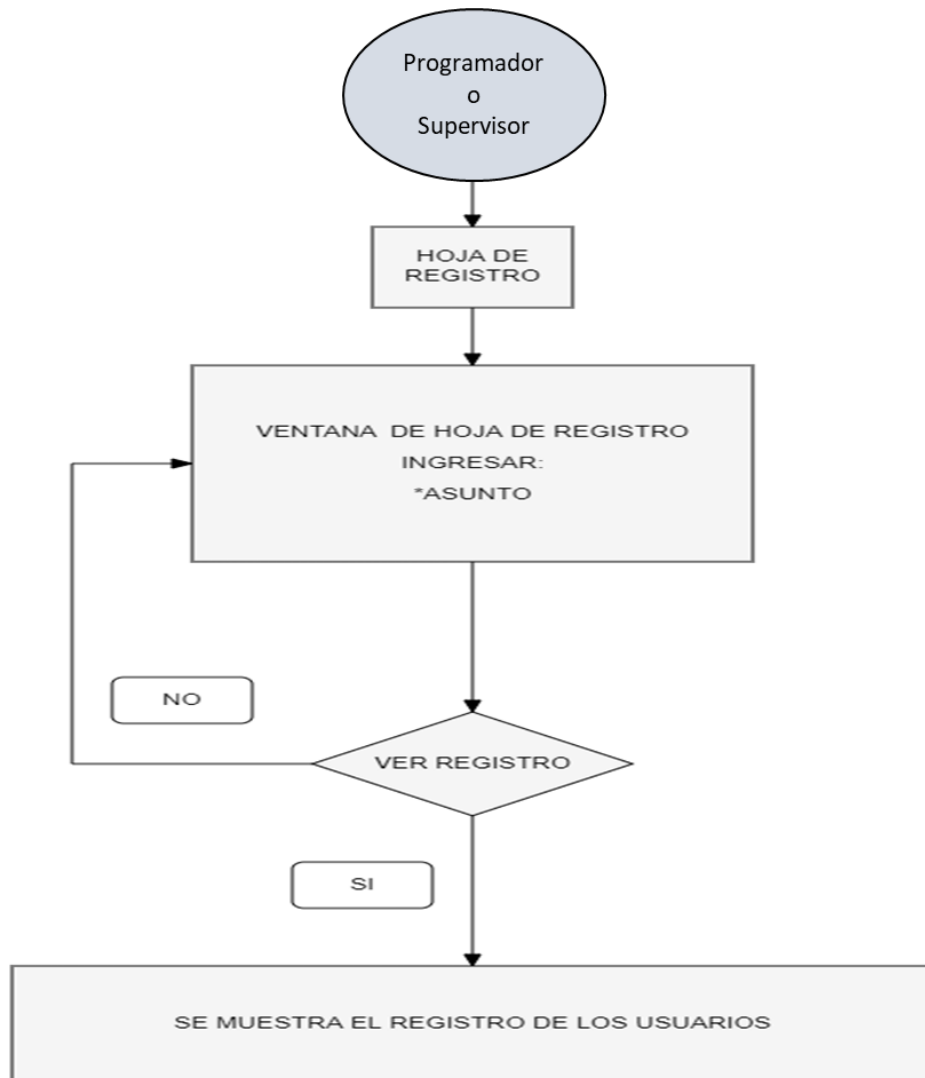 Programador
o
Supervisor
HOJA DE
REGISTRO
VENTANA DE HOJA DE REGISTRO
INGRESAR:
*ASUNTO
NO
VER REGISTRO
SI
SE MUESTRA EL REGISTRO DE LOS USUARIOS